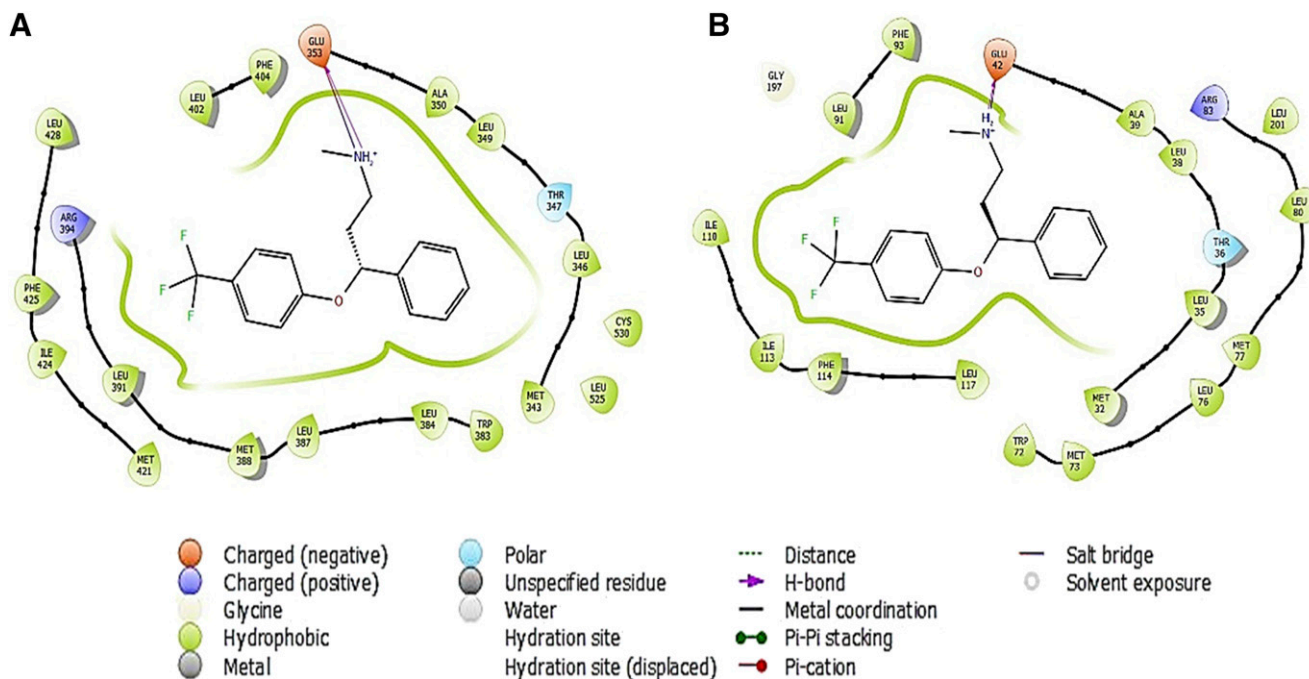 A
GLU
353
PHE
404
LEU
402
ALA
350
LEU
349
LEU
428
THR
347
ARG
394
LEU
346
PHE
425
CYS
530
ILE
424
LEU
391
LEU
525
MET
343
LEU
384
TRP
383
LEU
387
MET
388
MET
421
NH₂⁺
F
F
F
O
B
PHE
93
GLU
42
GLY
197
LEU
91
ALA
39
ARG
83
LEU
201
LEU
38
LEU
80
ILE
110
THR
36
LEU
35
MET
77
ILE
113
PHE
114
LEU
117
MET
32
LEU
76
TRP
72
MET
73
H₂
N⁺
F
F
F
O
Charged (negative)
Charged (positive)
Glycine
Hydrophobic
Metal
Polar
Unspecified residue
Water
Hydration site
Hydration site (displaced)
Distance
H-bond
Metal coordination
Pi-Pi stacking
Pi-cation
Salt bridge
Solvent exposure